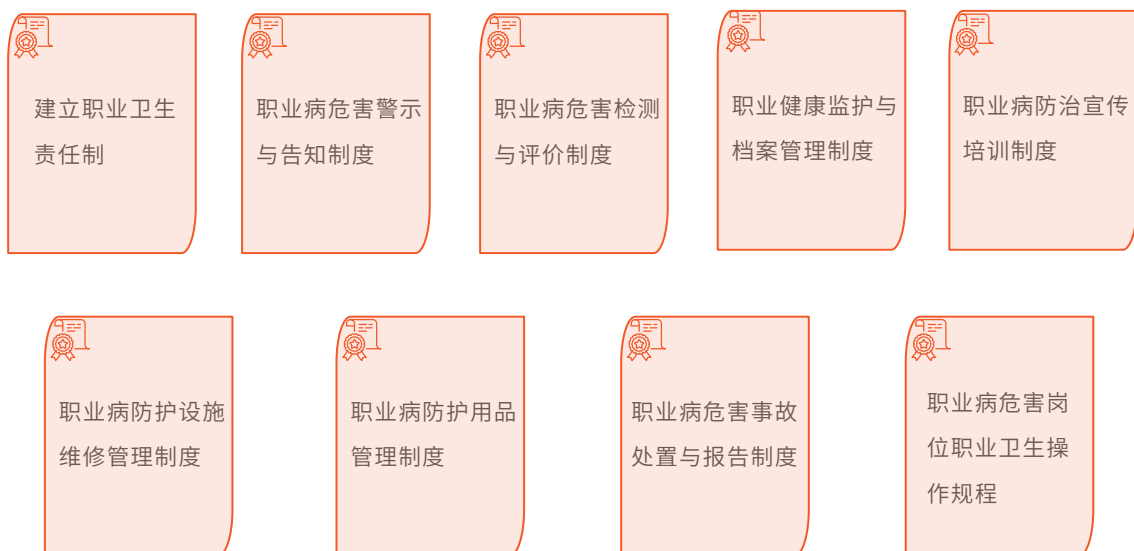 建立职业卫生
责任制
职业病危害警示
与告知制度
职业病危害检测
与评价制度
职业健康监护与
档案管理制度
职业病防治宣传
培训制度
职业病防护设施
维修管理制度
职业病防护用品
管理制度
职业病危害事故
处置与报告制度
职业病危害岗
位职业卫生操
作规程